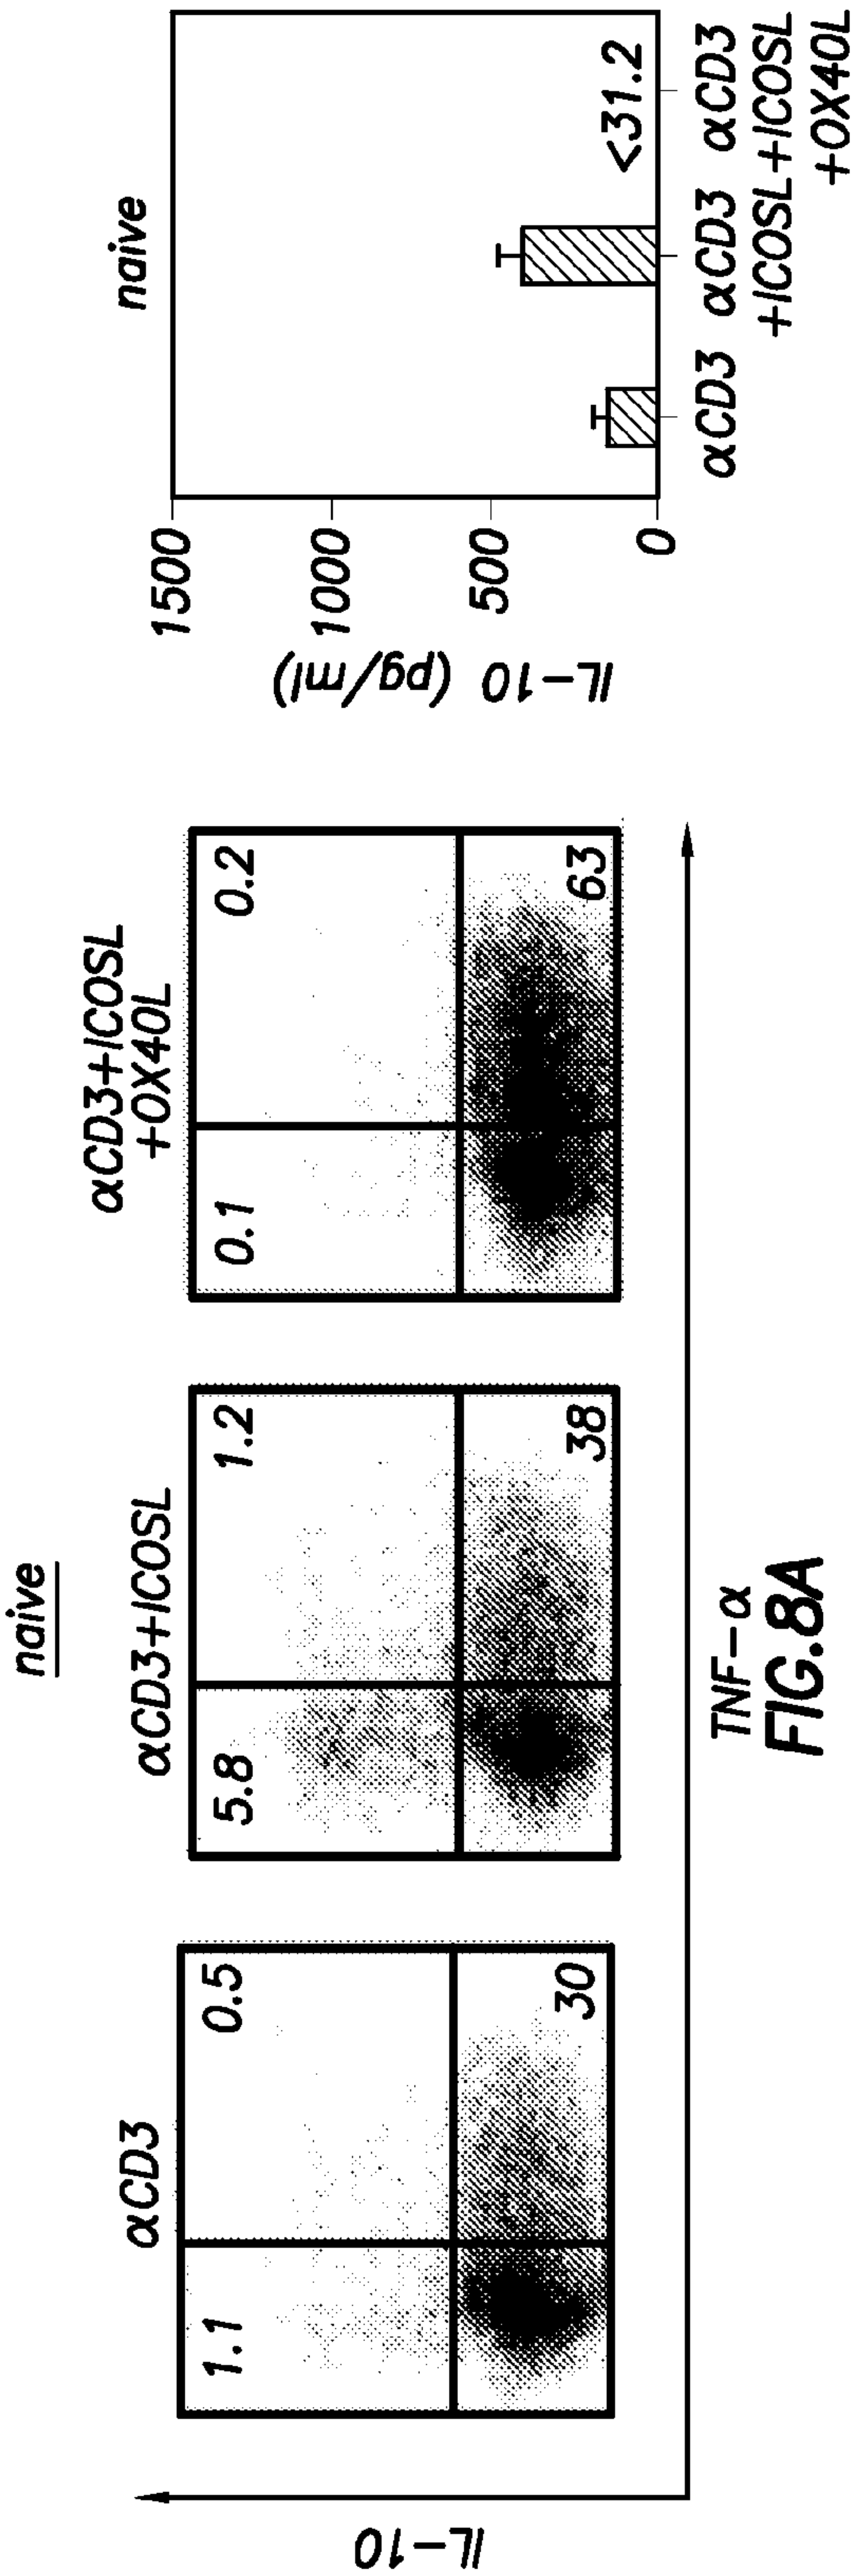 naive
αCD3
αCD3+ICOSL
αCD3+ICOSL
+OX40L
1.1
0.5
30
5.8
1.2
38
0.1
0.2
63
IL-10
TNF-α
FIG.8A
naive
IL-10 (pg/ml)
1500
1000
500
0
<31.2
αCD3 αCD3 αCD3
+ICOSL+ICOSL
+OX40L